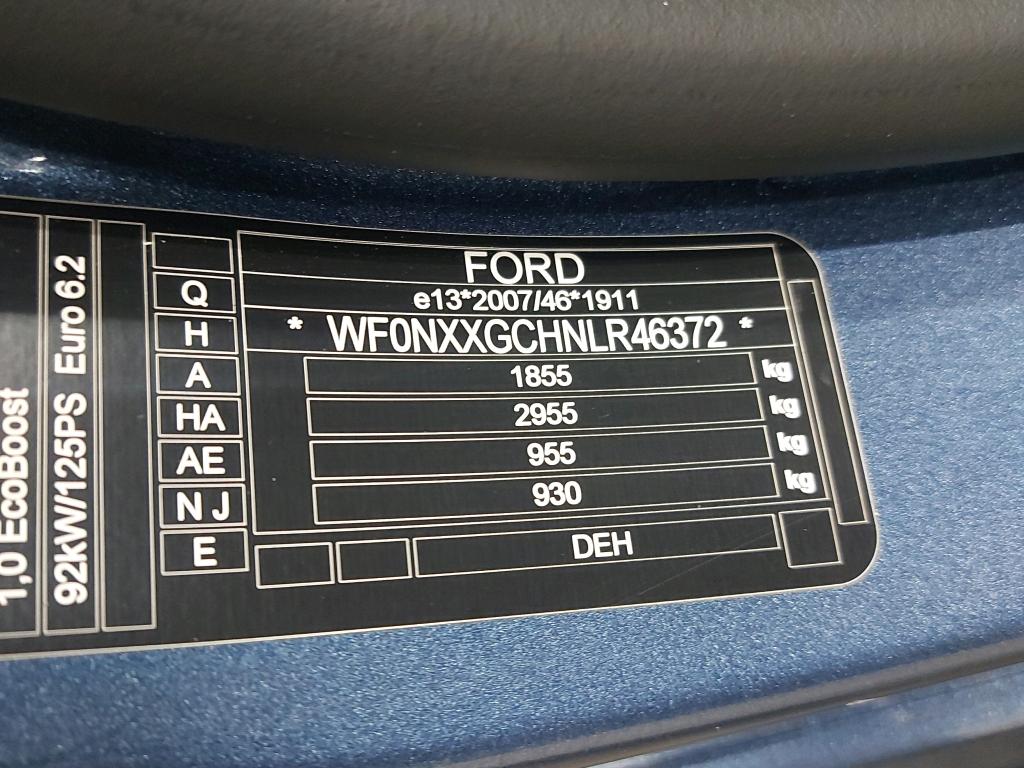 FORD
e13*2007/46*1911
* WF0NXXGCHNLR46372 *
1855 kg
2955 kg
955 kg
930 kg
DEH
Q
H
A
HA
AE
N J
E
92kW/125PS Euro 6.2
1,0 EcoBoost